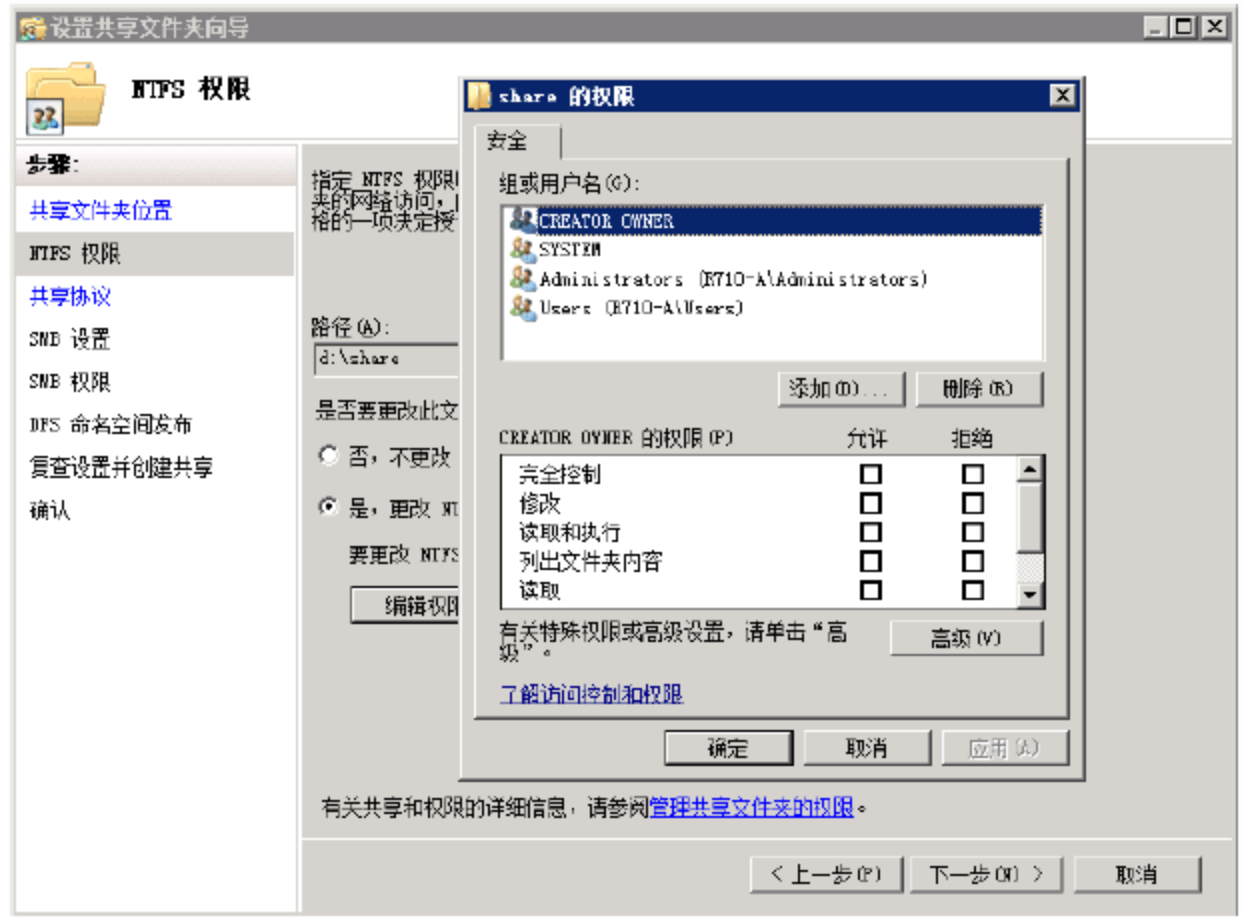 设置共享文件夹向导
NTFS 权限
步骤:
共享文件夹位置
NTFS 权限
共享协议
SMB 设置
SMB 权限
DFS 命名空间发布
复查设置并创建共享
确认
指定 NTFS 权限
夹的网络访问，
格的一项决定授
路径(A):
d:\share
是否要更改此文
否，不更改
是，更改 NT
要更改 NTFS
编辑权限
share 的权限
安全
组或用户名(G):
CREATOR OWNER
SYSTEM
Administrators (R710-A\Administrators)
Users (R710-A\Users)
添加(D)... 删除(R)
CREATOR OWNER 的权限(P) 允许 拒绝
完全控制
修改
读取和执行
列出文件夹内容
读取
有关特殊权限或高级设置，请单击“高
级”。
高级(V)
了解访问控制和权限
确定 取消 应用(A)
有关共享和权限的详细信息，请参阅管理共享文件夹的权限。
< 上一步(P) 下一步(N) > 取消